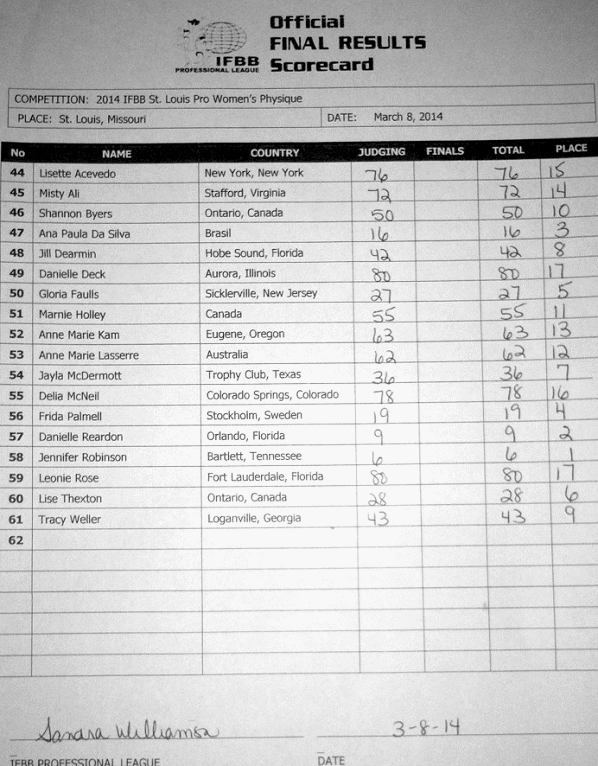 Official
FINAL RESULTS
IFBB
PROFESSIONAL LEAGUE
Scorecard
COMPETITION: 2014 IFBB St. Louis Pro Women's Physique
PLACE: St. Louis, Missouri DATE: March 8, 2014
No NAME COUNTRY JUDGING FINALS TOTAL PLACE
44 Lisette Acevedo New York, New York 76 76 15
45 Misty Ali Stafford, Virginia 72 72 14
46 Shannon Byers Ontario, Canada 50 50 10
47 Ana Paula Da Silva Brasil 16 16 3
48 Jill Dearmin Hobe Sound, Florida 42 42 8
49 Danielle Deck Aurora, Illinois 80 80 17
50 Gloria Faulls Sicklerville, New Jersey 27 27 5
51 Marnie Holley Canada 55 55 11
52 Anne Marie Kam Eugene, Oregon 63 63 13
53 Anne Marie Lasserre Australia 62 62 12
54 Jayla McDermott Trophy Club, Texas 36 36 7
55 Delia McNeil Colorado Springs, Colorado 78 78 16
56 Frida Palmell Stockholm, Sweden 19 19 4
57 Danielle Reardon Orlando, Florida 9 9 2
58 Jennifer Robinson Bartlett, Tennessee 6 6 1
59 Leonie Rose Fort Lauderdale, Florida 80 80 17
60 Lise Thexton Ontario, Canada 28 28 6
61 Tracy Weller Loganville, Georgia 43 43 9
62
Sandra Williamson 3-8-14
IFBB PROFESSIONAL LEAGUE DATE